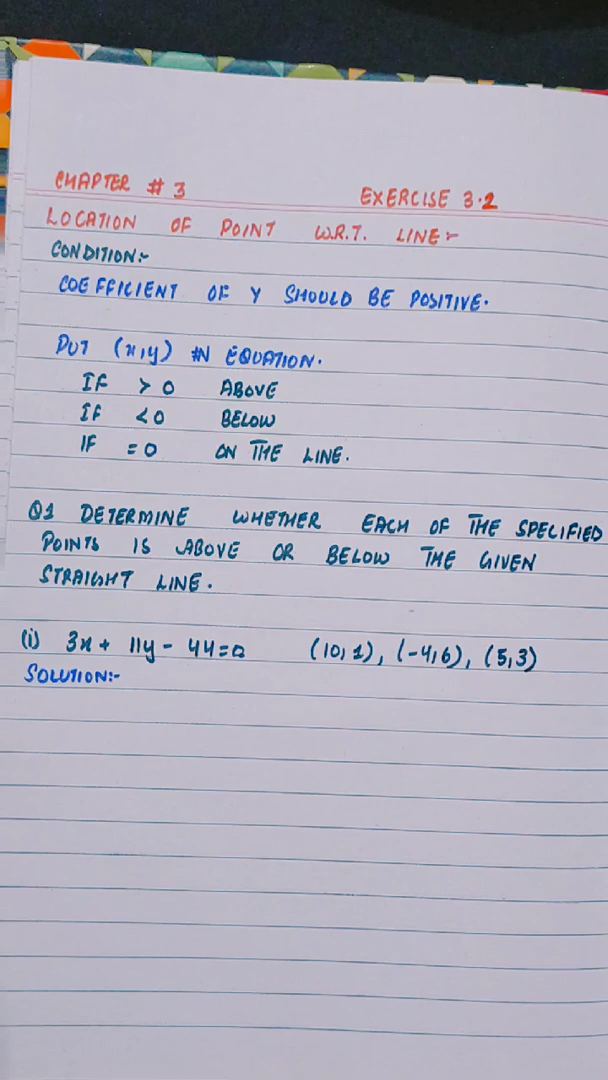 CHAPTER # 3 EXERCISE 3.2
LOCATION OF POINT W.R.T. LINE:-
CONDITION:-
COEFFICIENT OF Y SHOULD BE POSITIVE.
PUT (x,y) IN EQUATION.
IF > 0 ABOVE
IF < 0 BELOW
IF = 0 ON THE LINE.
Q1 DETERMINE WHETHER EACH OF THE SPECIFIED
POINTS IS ABOVE OR BELOW THE GIVEN
STRAIGHT LINE.
(i) 3x + 11y - 44 = 0 (10,1), (-4,6), (5,3)
SOLUTION:-